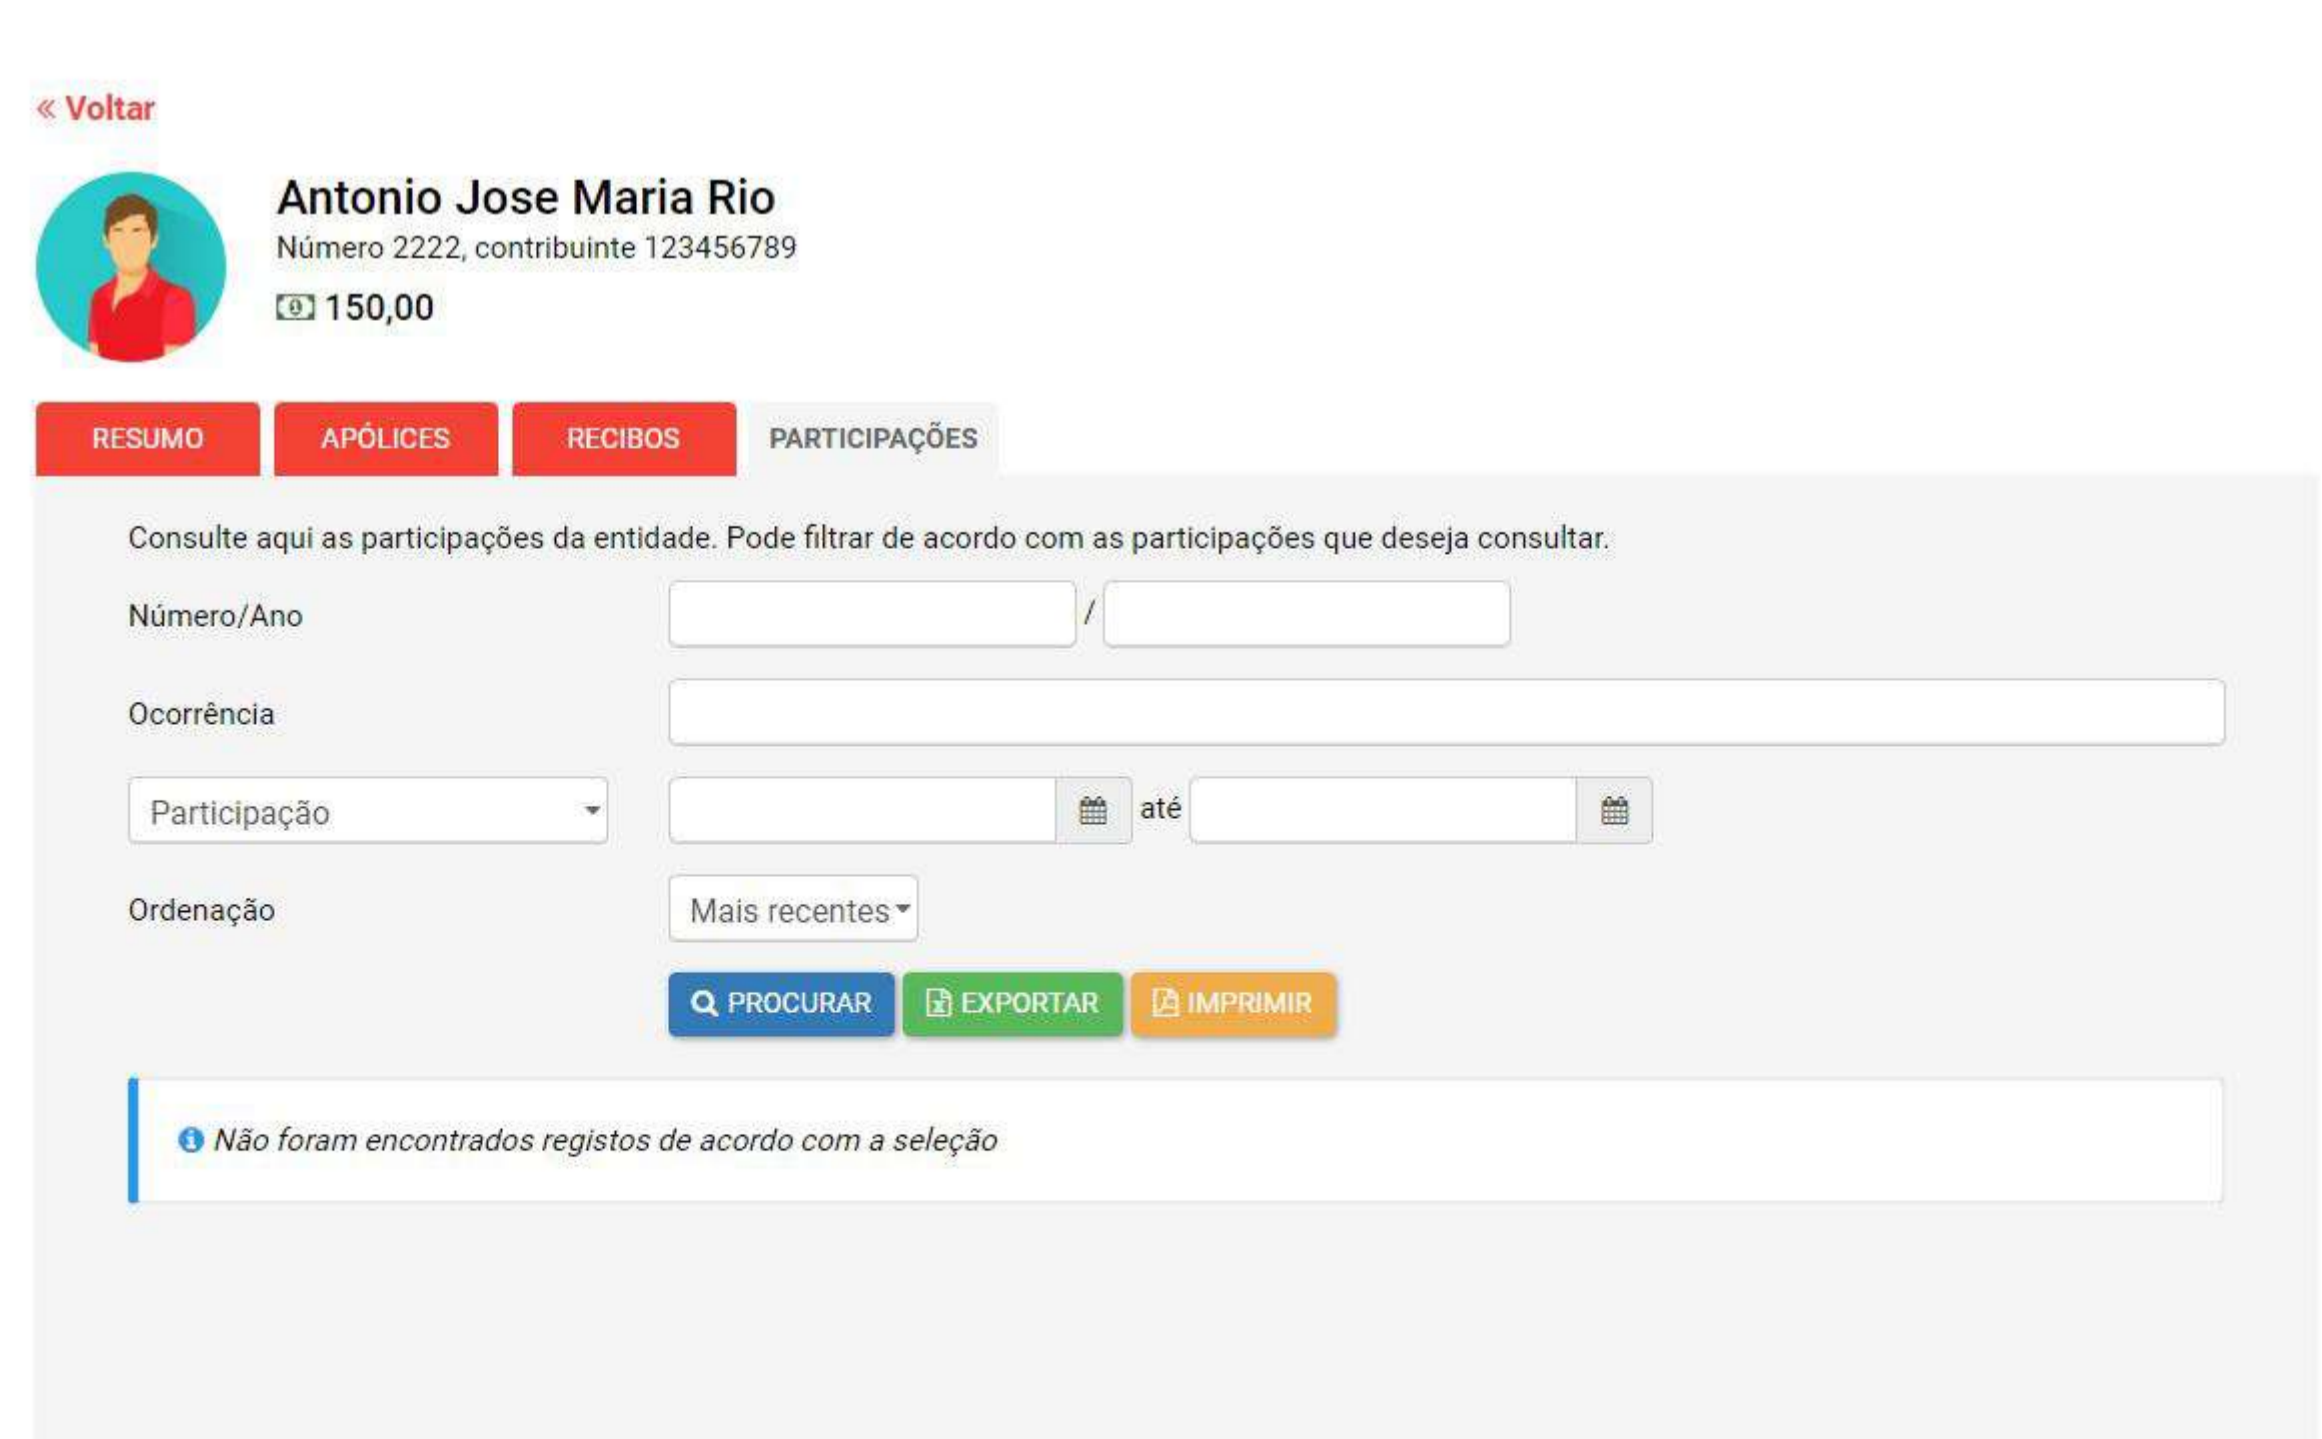 « Voltar
Antonio Jose Maria Rio
Número 2222, contribuinte 123456789
150,00
RESUMO APÓLICES RECIBOS PARTICIPAÇÕES
Consulte aqui as participações da entidade. Pode filtrar de acordo com as participações que deseja consultar.
Número/Ano /
Ocorrência
Participação até
Ordenação Mais recentes
PROCURAR EXPORTAR IMPRIMIR
Não foram encontrados registos de acordo com a seleção